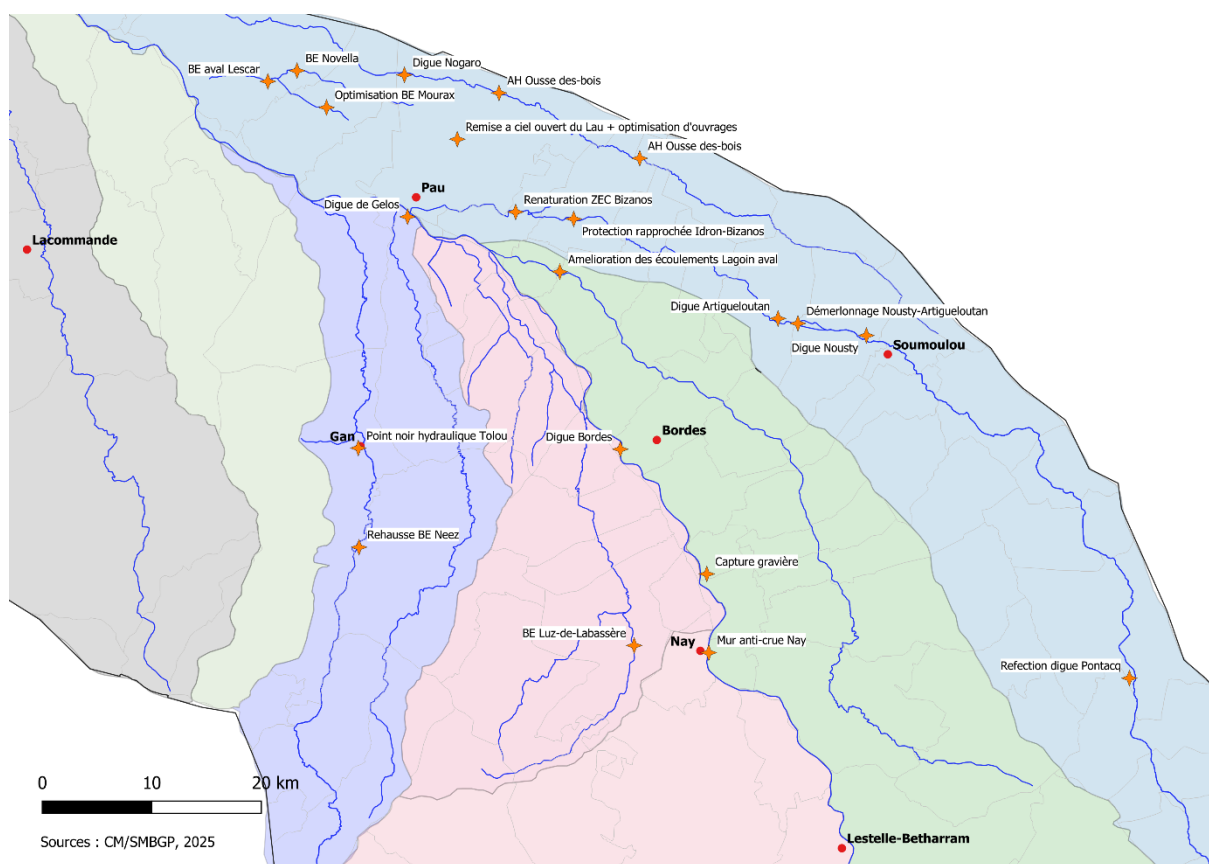 BE Novella
Digue Nogaro
BE aval Lescar
AH Ousse des-bois
Optimisation BE Mourax
Remise a ciel ouvert du Lau + optimisation d'ouvrages
AH Ousse des-bois
Pau
Digue de Gelos
Renaturation ZEC Bizanos
Protection rapprochée Idron-Bizanos
Lacommande
Amelioration des écoulements Lagoin aval
Digue Artigueloutan
Démerlonnage Nousty-Artigueloutan
Digue Nousty
Soumoulou
Gan
Point noir hydraulique Tolou
Digue Bordes
Bordes
Rehausse BE Neez
Capture gravière
BE Luz-de-Labassère
Nay
Mur anti-crue Nay
Refection digue Pontacq
0 10 20 km
Sources : CM/SMBGP, 2025
Lestelle-Betharram